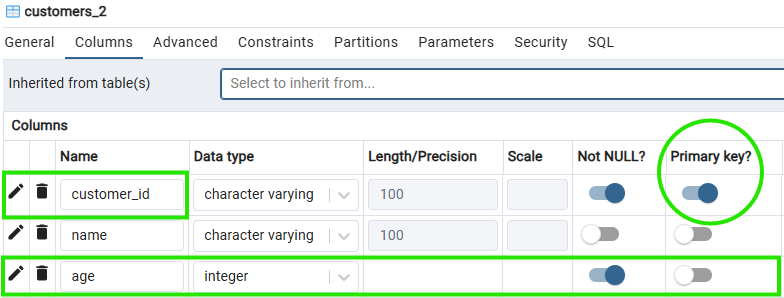 customers_2
General Columns Advanced Constraints Partitions Parameters Security SQL
Inherited from table(s) Select to inherit from...
Columns
Name Data type Length/Precision Scale Not NULL? Primary key?
customer_id character varying 100
name character varying 100
age integer